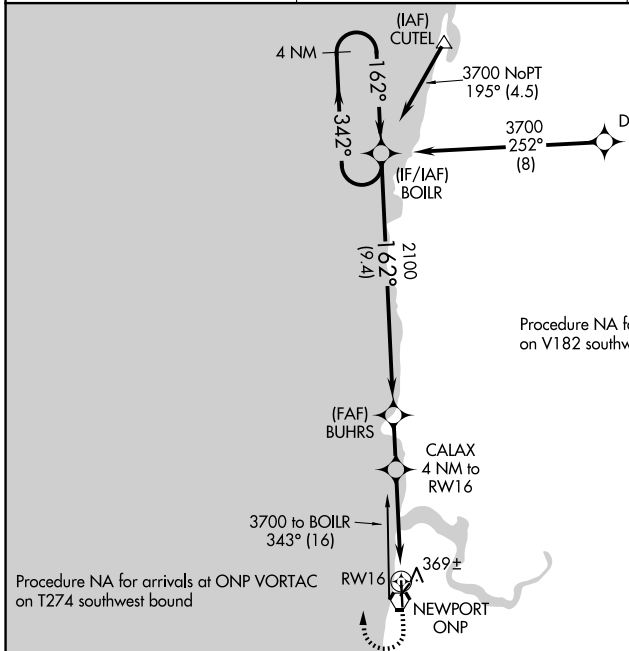 (IAF)
CUTEL
4 NM
162°
342°
3700 NoPT
195° (4.5)
3700
252°
(8)
D
(IF/IAF)
BOILR
2100
162°
(9.4)
Procedure NA f
on V182 southw
(FAF)
BUHRS
CALAX
4 NM to
RW16
3700 to BOILR
343° (16)
369±
RW16
Procedure NA for arrivals at ONP VORTAC
on T274 southwest bound
NEWPORT
ONP